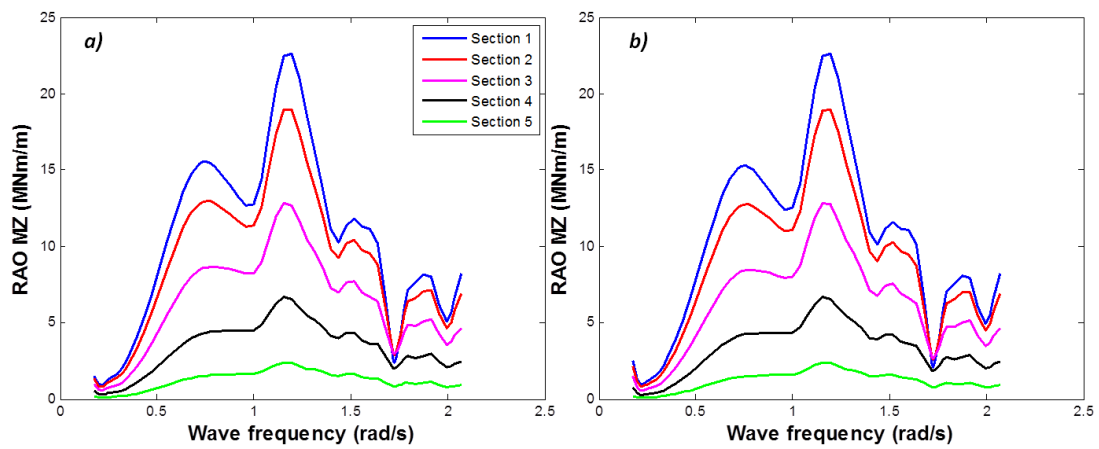 a)
Section 1
Section 2
Section 3
Section 4
Section 5
RAO MZ (MNm/m)
25
20
15
10
5
0
0 0.5 1 1.5 2 2.5
Wave frequency (rad/s)
b)
RAO MZ (MNm/m)
25
20
15
10
5
0
0 0.5 1 1.5 2 2.5
Wave frequency (rad/s)